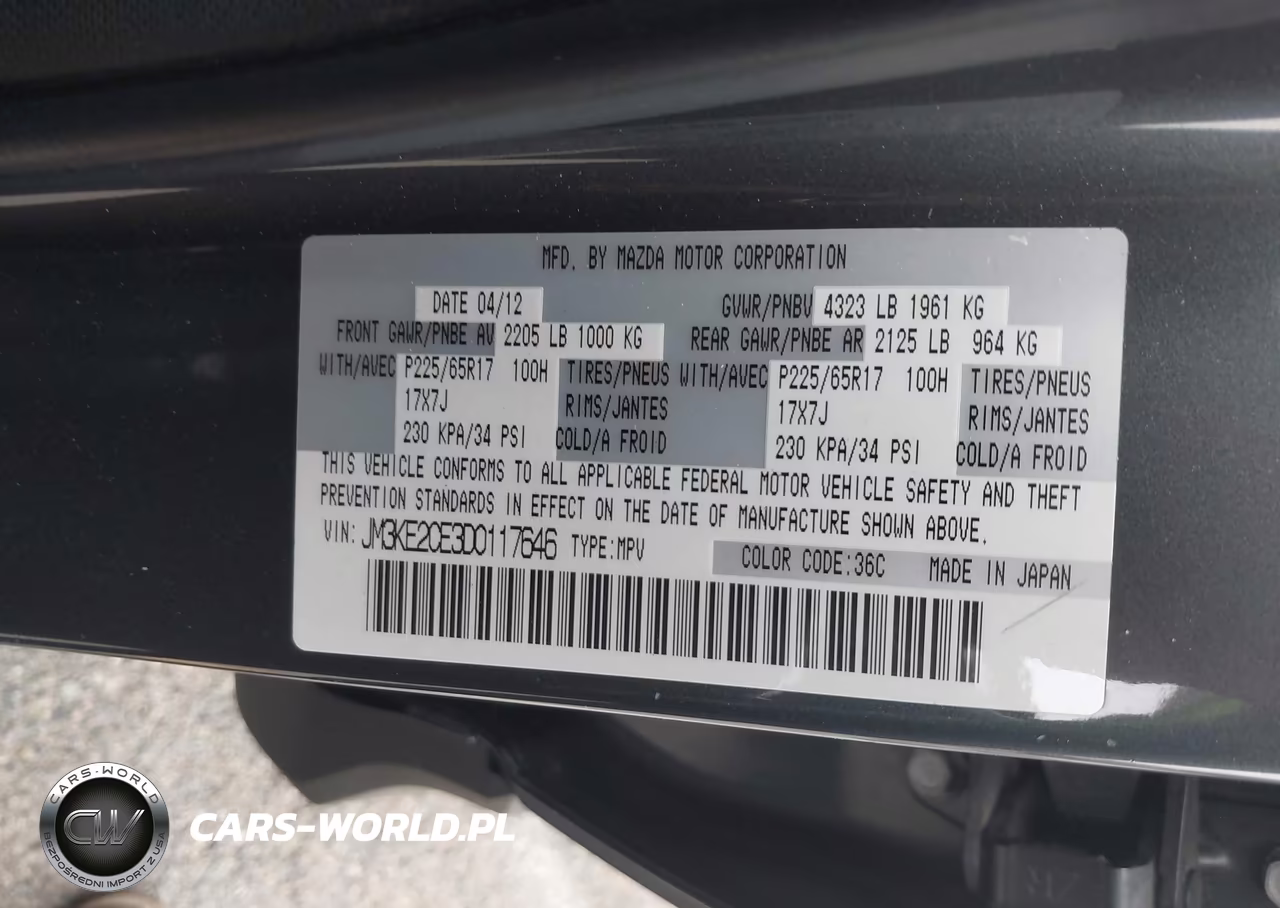 MFD. BY MAZDA MOTOR CORPORATION
DATE 04/12 GVWR/PNBV 4323 LB 1961 KG
FRONT GAWR/PNBE AV 2205 LB 1000 KG REAR GAWR/PNBE AR 2125 LB 964 KG
WITH/AVEC P225/65R17 100H TIRES/PNEUS WITH/AVEC P225/65R17 100H TIRES/PNEUS
17X7J RIMS/JANTES 17X7J RIMS/JANTES
230 KPA/34 PSI COLD/A FROID 230 KPA/34 PSI COLD/A FROID
THIS VEHICLE CONFORMS TO ALL APPLICABLE FEDERAL MOTOR VEHICLE SAFETY AND THEFT
PREVENTION STANDARDS IN EFFECT ON THE DATE OF MANUFACTURE SHOWN ABOVE.
VIN: JM3KE2CE3D0117646 TYPE:MPV COLOR CODE:36C MADE IN JAPAN
CARS-WORLD
CW
BEZPOŚREDNI IMPORT Z USA
CARS-WORLD.PL